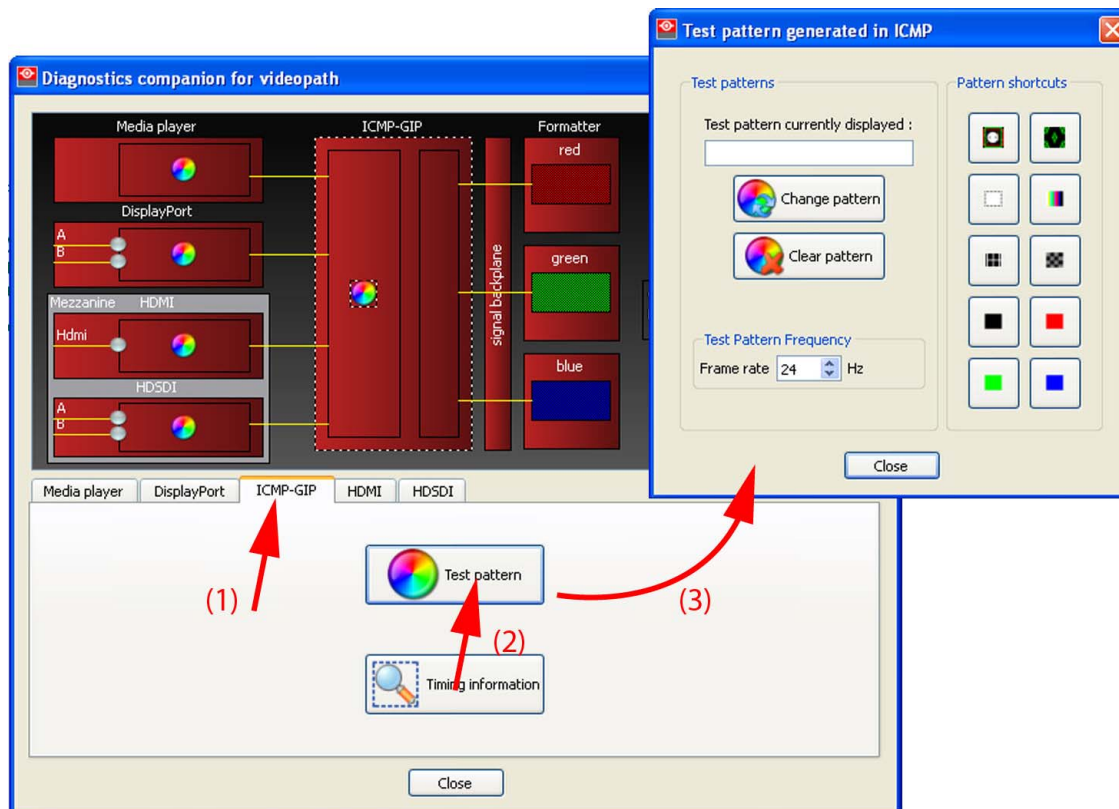 Diagnostics companion for videopath
Media player
ICMP-GIP
Formatter
red
DisplayPort
A
B
green
signal backplane
Mezzanine HDMI
Hdmi
blue
HDSDI
A
B
Media player
DisplayPort
ICMP-GIP
HDMI
HDSDI
(1)
Test pattern
(2)
(3)
Timing information
Close
Test pattern generated in ICMP
Test patterns
Pattern shortcuts
Test pattern currently displayed :
Change pattern
Clear pattern
Test Pattern Frequency
Frame rate 24 Hz
Close